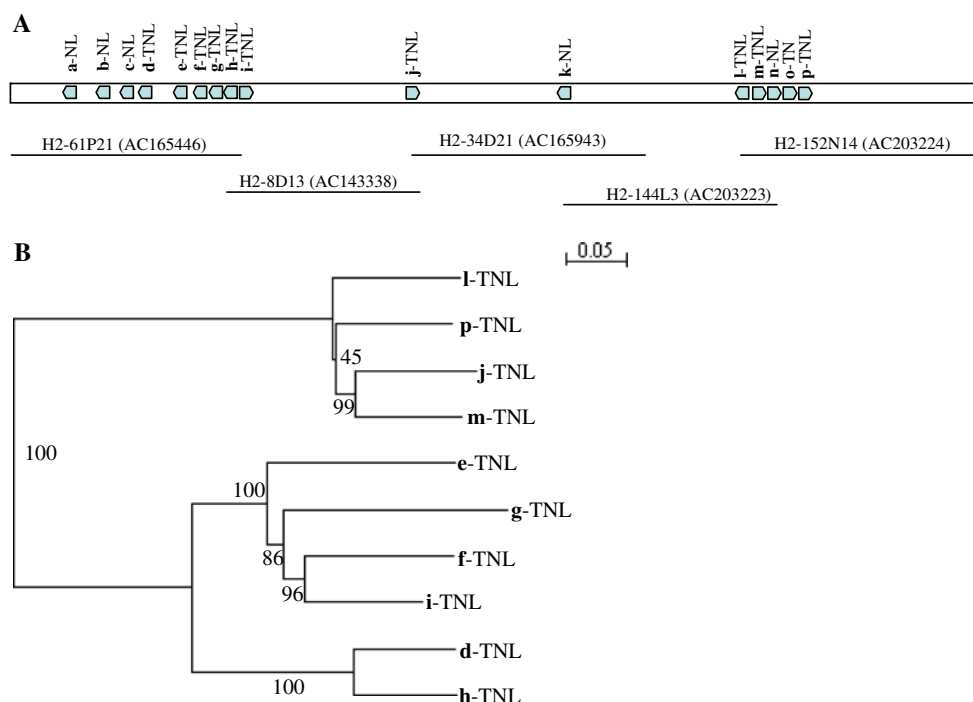 A
a-NL
b-NL
c-NL
d-TNL
e-TNL
f-TNL
g-TNL
h-TNL
i-TNL
j-TNL
k-NL
l-TNL
m-TNL
n-NL
o-TN
p-TNL
H2-61P21 (AC165446)
H2-34D21 (AC165943)
H2-152N14 (AC203224)
H2-8D13 (AC143338)
H2-144L3 (AC203223)
B
0.05
l-TNL
p-TNL
45
j-TNL
99
m-TNL
100
e-TNL
100
g-TNL
86
f-TNL
96
i-TNL
d-TNL
100
h-TNL